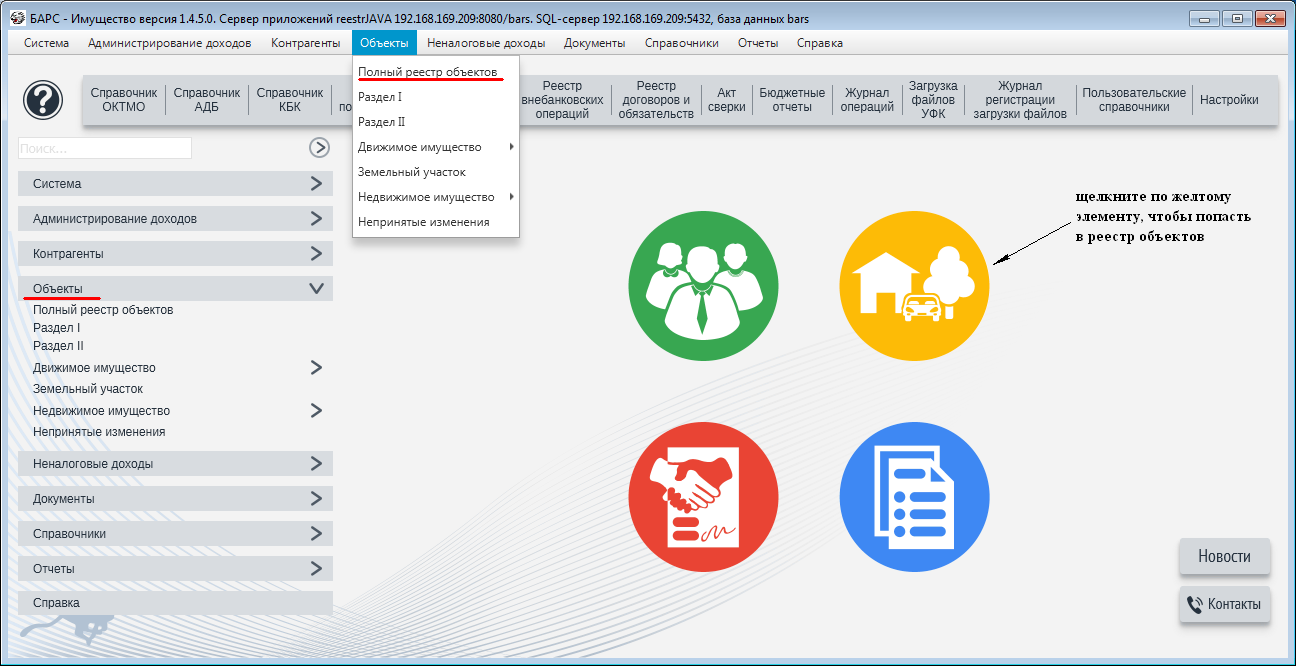 БАРС - Имущество версия 1.4.5.0. Сервер приложений reestrJAVA 192.168.169.209:8080/bars. SQL-сервер 192.168.169.209:5432, база данных bars
Система Администрирование доходов Контрагенты Объекты Неналоговые доходы Документы Справочники Отчеты Справка
Полный реестр объектов
Раздел I
Раздел II
Движимое имущество
Земельный участок
Недвижимое имущество
Непринятые изменения
Справочник
ОКТМО
Справочник
АДБ
Справочник
КБК
по
Реестр
внебанковских
операций
Реестр
договоров и
обязательств
Акт
сверки
Бюджетные
отчеты
Журнал
операций
Загрузка
файлов
УФК
Журнал
регистрации
загрузки файлов
Пользовательские
справочники
Настройки
Поиск...
Система
Администрирование доходов
Контрагенты
Объекты
Полный реестр объектов
Раздел I
Раздел II
Движимое имущество
Земельный участок
Недвижимое имущество
Непринятые изменения
Неналоговые доходы
Документы
Справочники
Отчеты
Справка
щелкните по желтому
элементу, чтобы попасть
в реестр объектов
Новости
Контакты